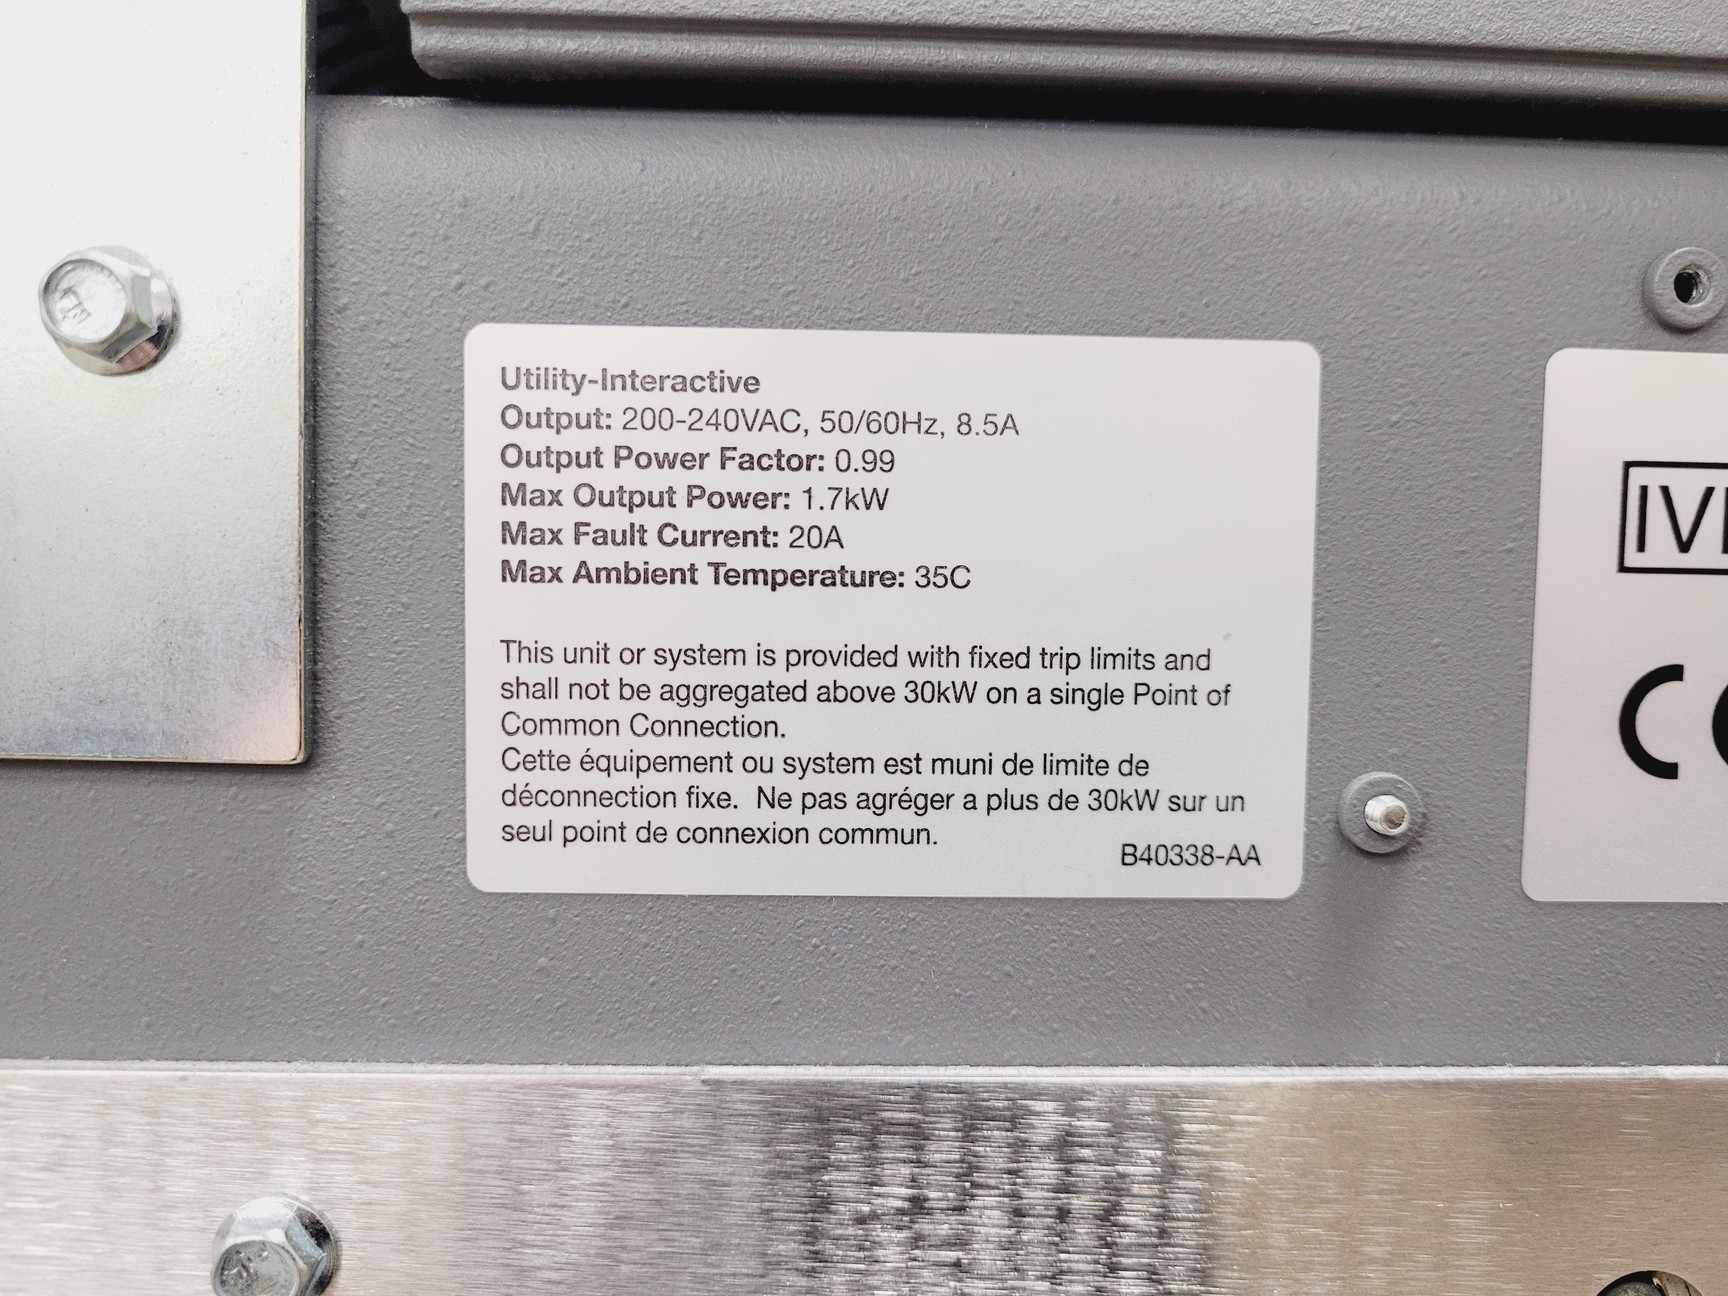 Utility-Interactive
Output: 200-240VAC, 50/60Hz, 8.5A
Output Power Factor: 0.99
Max Output Power: 1.7kW
Max Fault Current: 20A
Max Ambient Temperature: 35C
This unit or system is provided with fixed trip limits and
shall not be aggregated above 30kW on a single Point of
Common Connection.
Cette équipement ou system est muni de limite de
déconnection fixe. Ne pas agréger a plus de 30kW sur un
seul point de connexion commun.
B40338-AA